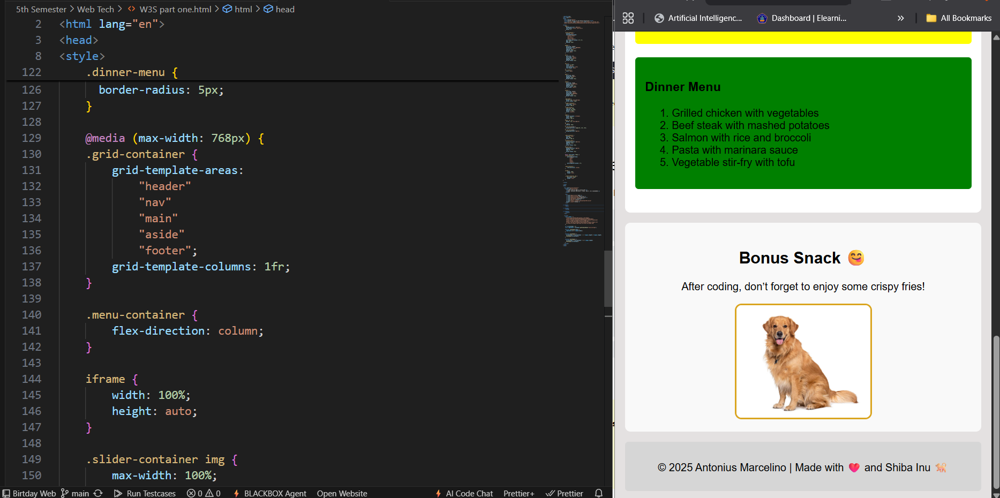 5th Semester > Web Tech > <> W3S part one.html > html > head
2 <html lang="en">
3 <head>
8 <style>
122 .dinner-menu {
126 border-radius: 5px;
127 }
128
129 @media (max-width: 768px) {
130 .grid-container {
131 grid-template-areas:
132 "header"
133 "nav"
134 "main"
135 "aside"
136 "footer";
137 grid-template-columns: 1fr;
138 }
139
140 .menu-container {
141 flex-direction: column;
142 }
143
144 iframe {
145 width: 100%;
146 height: auto;
147 }
148
149 .slider-container img {
150 max-width: 100%;
Birtday Web main Run Testcases 0 0 BLACKBOX Agent Open Website AI Code Chat Prettier+ Prettier
Artificial Intelligenc... Dashboard | Elearni... » All Bookmarks
Dinner Menu
1. Grilled chicken with vegetables
2. Beef steak with mashed potatoes
3. Salmon with rice and broccoli
4. Pasta with marinara sauce
5. Vegetable stir-fry with tofu
Bonus Snack 😋
After coding, don’t forget to enjoy some crispy fries!
© 2025 Antonius Marcelino | Made with ❤️ and Shiba Inu 🐕